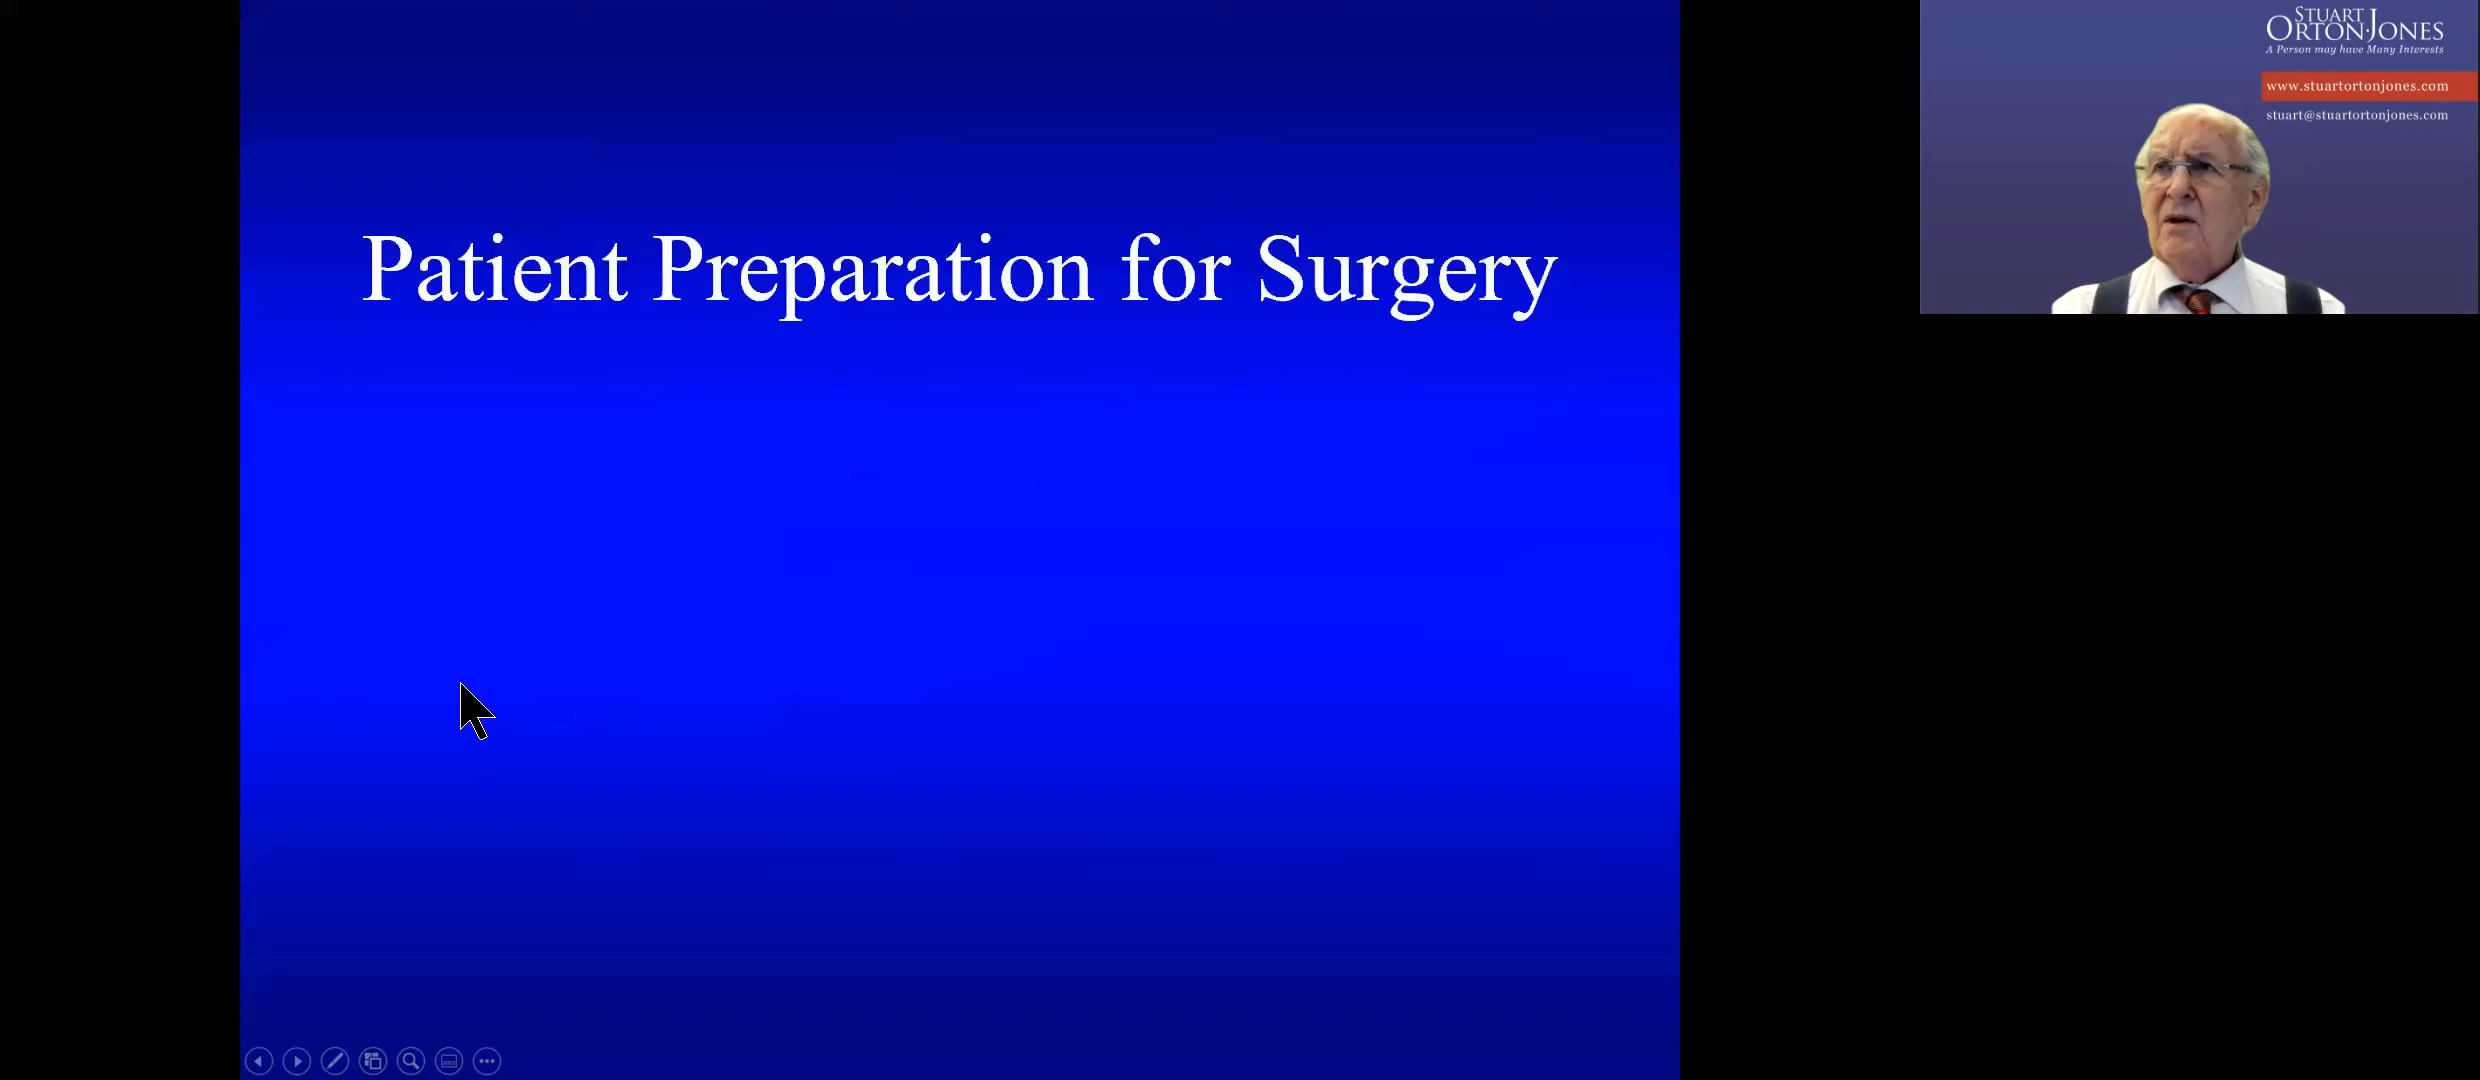 Patient Preparation for Surgery
STUART
ORTON-JONES
A Person may have Many Interests
www.stuartortonjones.com
stuart@stuartortonjones.com